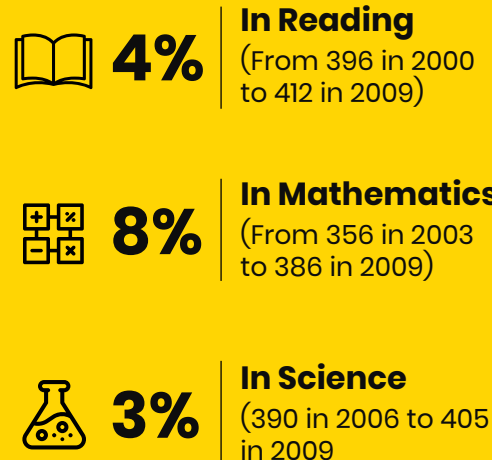 4%
In Reading
(From 396 in 2000
to 412 in 2009)
8%
In Mathematics
(From 356 in 2003
to 386 in 2009)
3%
In Science
(390 in 2006 to 405
in 2009